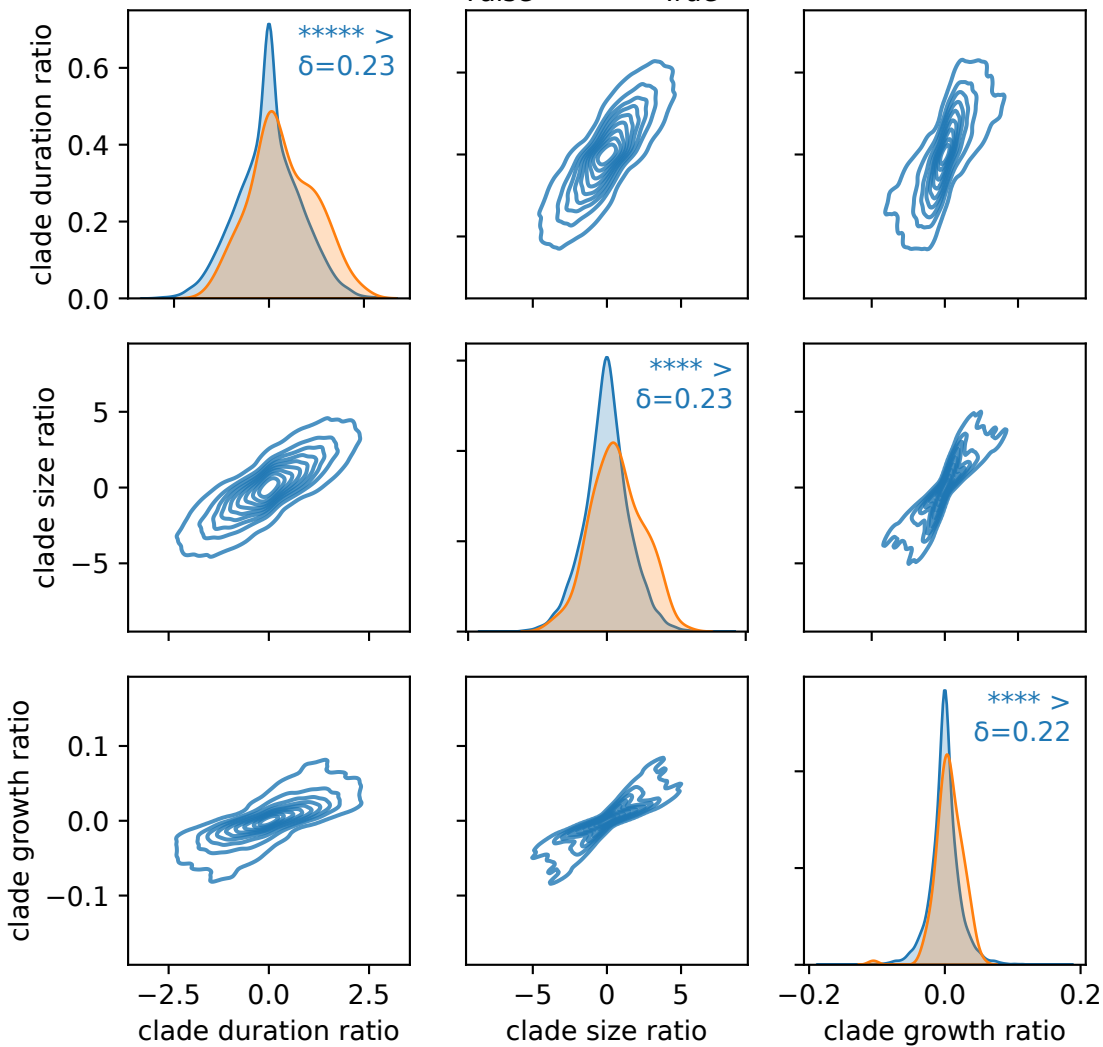 clade duration ratio
0.6
0.4
0.2
0.0
***** >
δ=0.23
clade size ratio
5
0
−5
**** >
δ=0.23
clade growth ratio
0.1
0.0
−0.1
**** >
δ=0.22
−2.5 0.0 2.5
clade duration ratio
−5 0 5
clade size ratio
−0.2 0.0 0.2
clade growth ratio